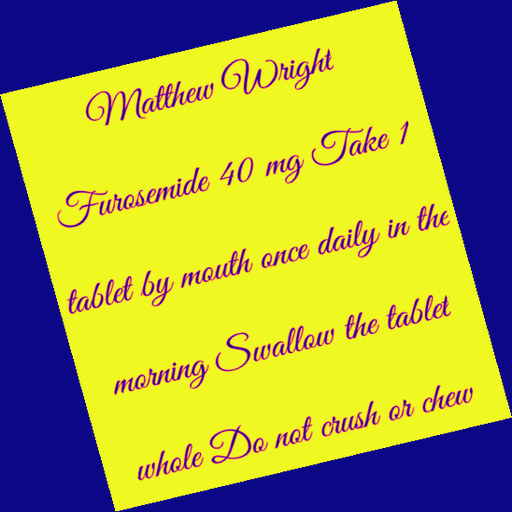 Matthew Wright
Furosemide 40 mg Take 1
tablet by mouth once daily in the
morning Swallow the tablet
whole Do not crush or chew